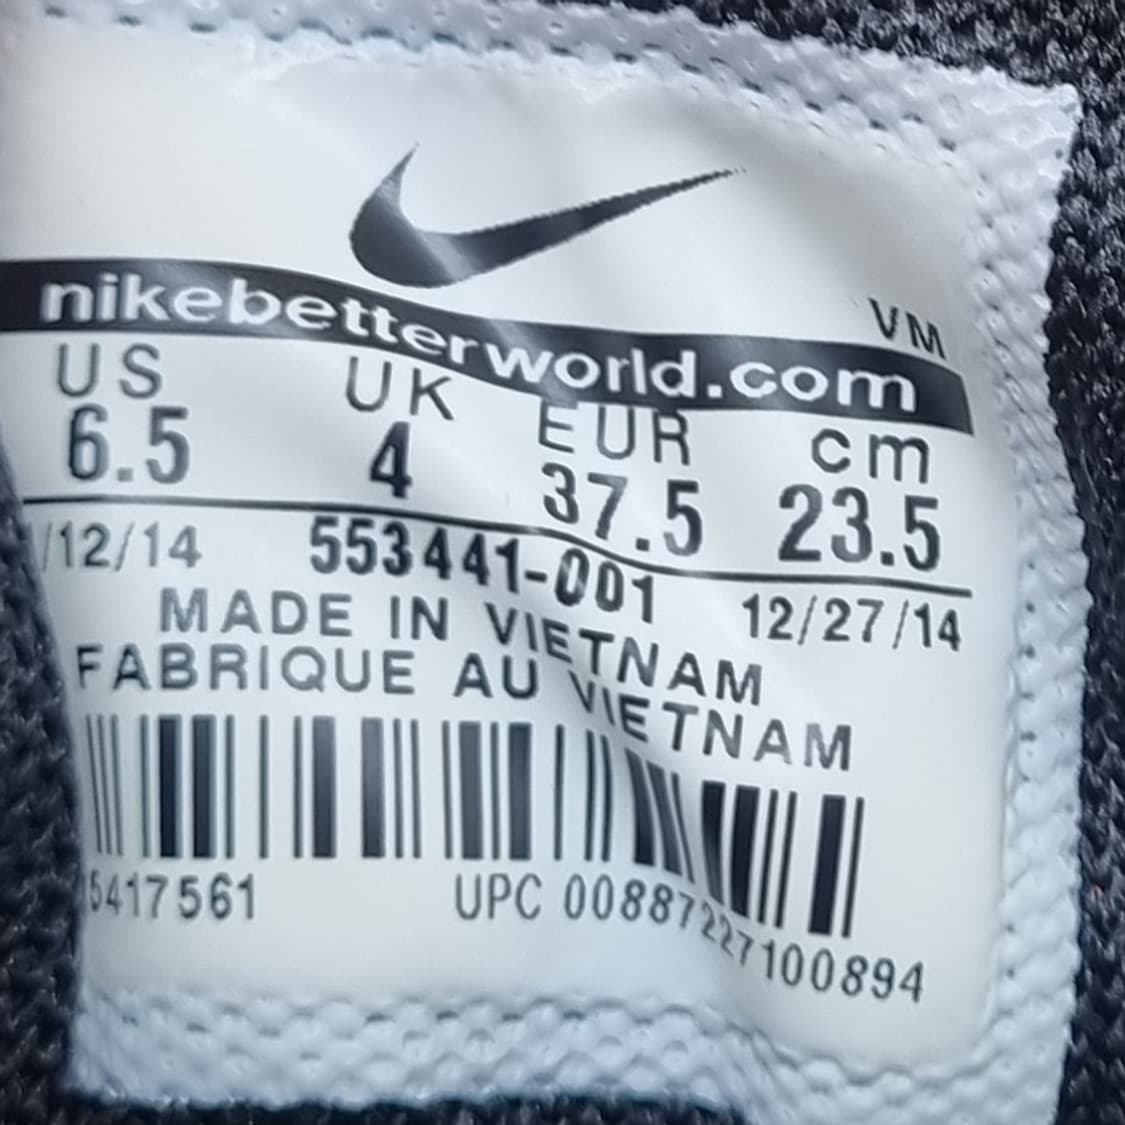 nikebetterworld.com
VM
US UK EUR cm
6.5 4 37.5 23.5
/12/14 553441-001 12/27/14
MADE IN VIETNAM
FABRIQUE AU VIETNAM
5417561 UPC 00887227100894